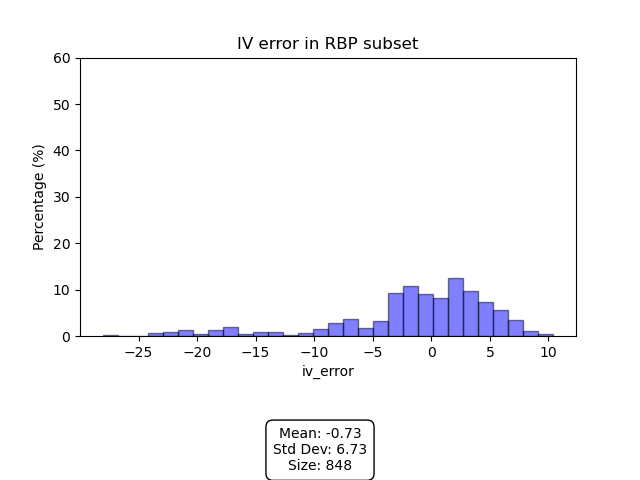 IV error in RBP subset
60
50
40
30
20
10
0
Percentage (%)
−25 −20 −15 −10 −5 0 5 10
iv_error
Mean: -0.73
Std Dev: 6.73
Size: 848